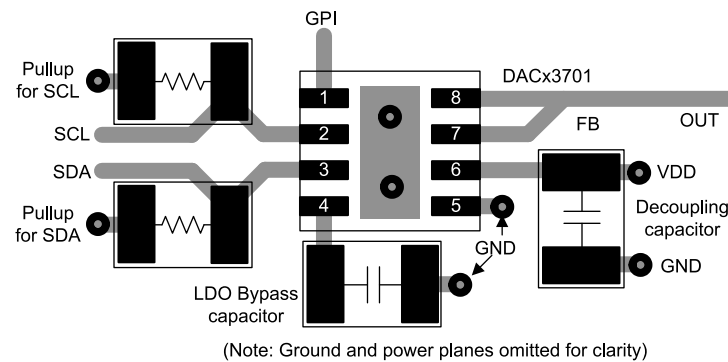 GPI
Pullup
for SCL
DACx3701
1
8
SCL
2
7
FB
OUT
SDA
3
6
VDD
Pullup
for SDA
4
5
Decoupling
capacitor
GND
GND
LDO Bypass
capacitor
(Note: Ground and power planes omitted for clarity)